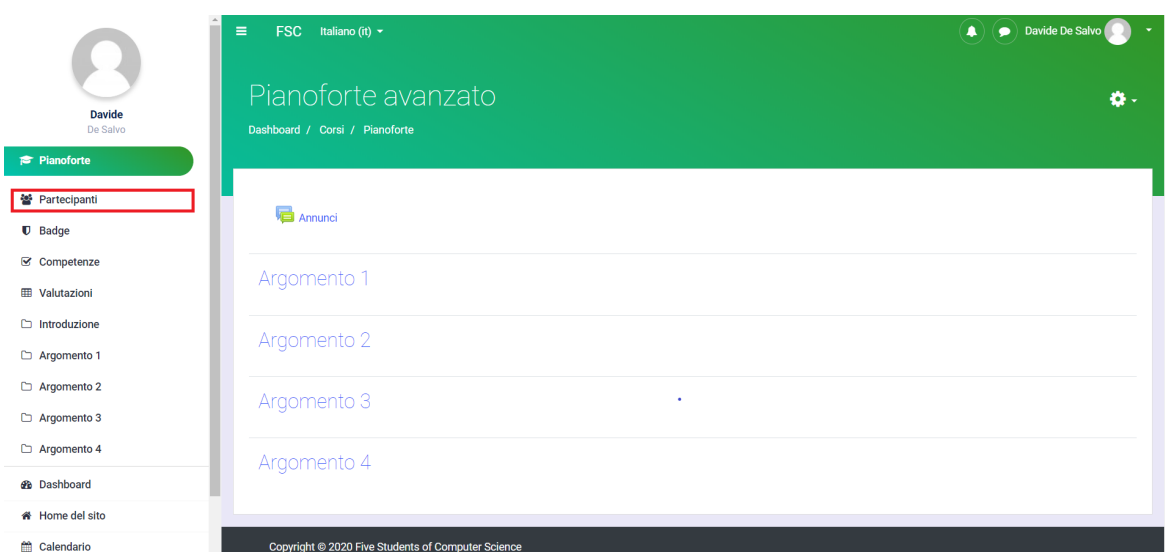 Davide
De Salvo
Pianoforte
Partecipanti
Badge
Competenze
Valutazioni
Introduzione
Argomento 1
Argomento 2
Argomento 3
Argomento 4
Dashboard
Home del sito
Calendario
FSC Italiano (it)
Davide De Salvo
Pianoforte avanzato
Dashboard / Corsi / Pianoforte
Annunci
Argomento 1
Argomento 2
Argomento 3
Argomento 4
Copyright © 2020 Five Students of Computer Science